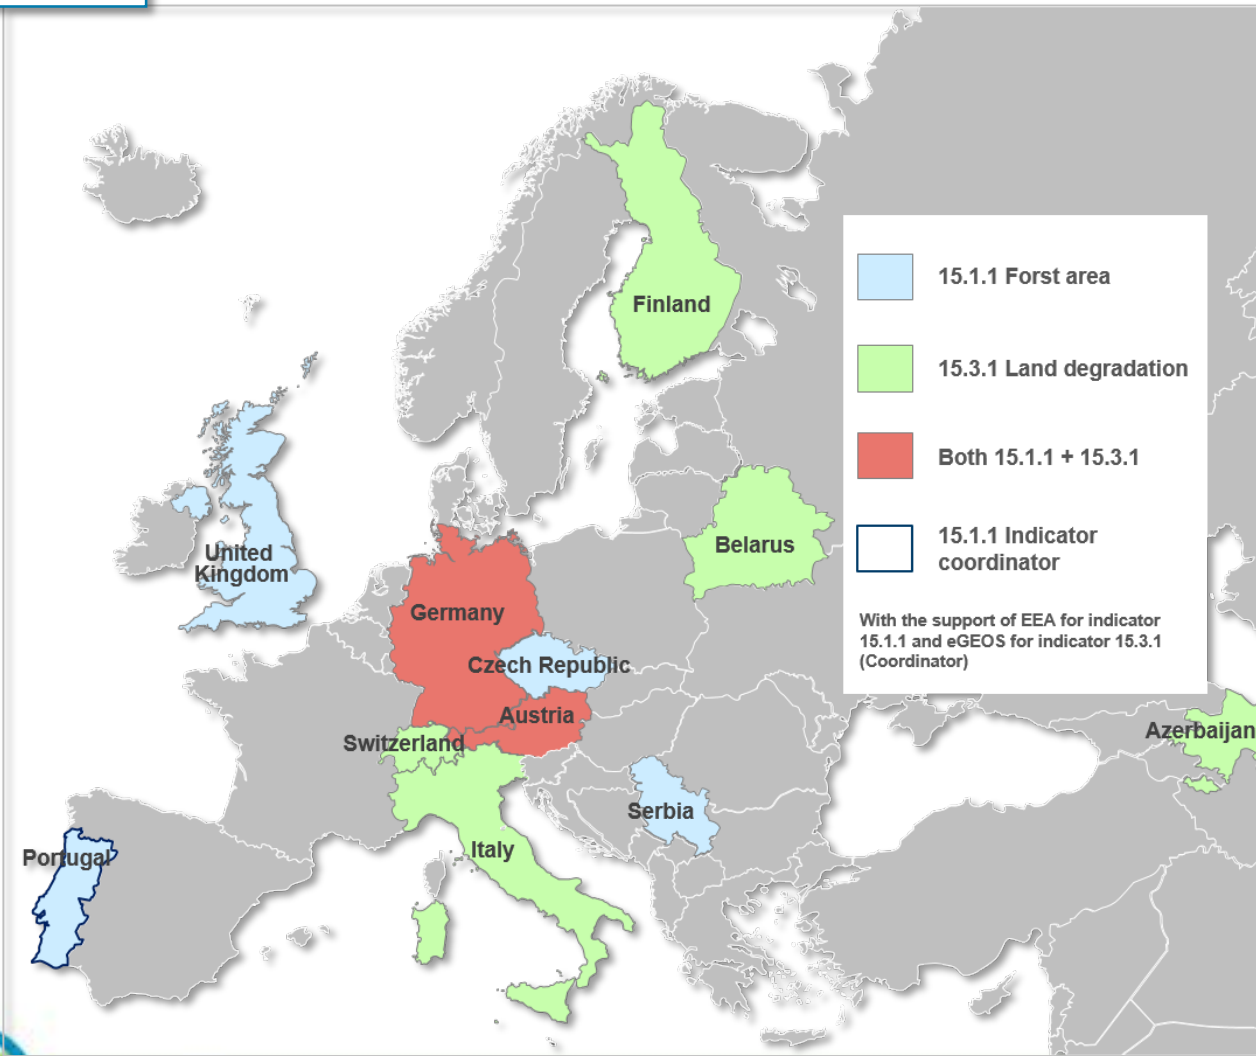 Finland
15.1.1 Forst area
15.3.1 Land degradation
Both 15.1.1 + 15.3.1
15.1.1 Indicator
coordinator
With the support of EEA for indicator
15.1.1 and eGEOS for indicator 15.3.1
(Coordinator)
United
Kingdom
Belarus
Germany
Czech Republic
Austria
Switzerland
Azerbaijan
Serbia
Italy
Portugal